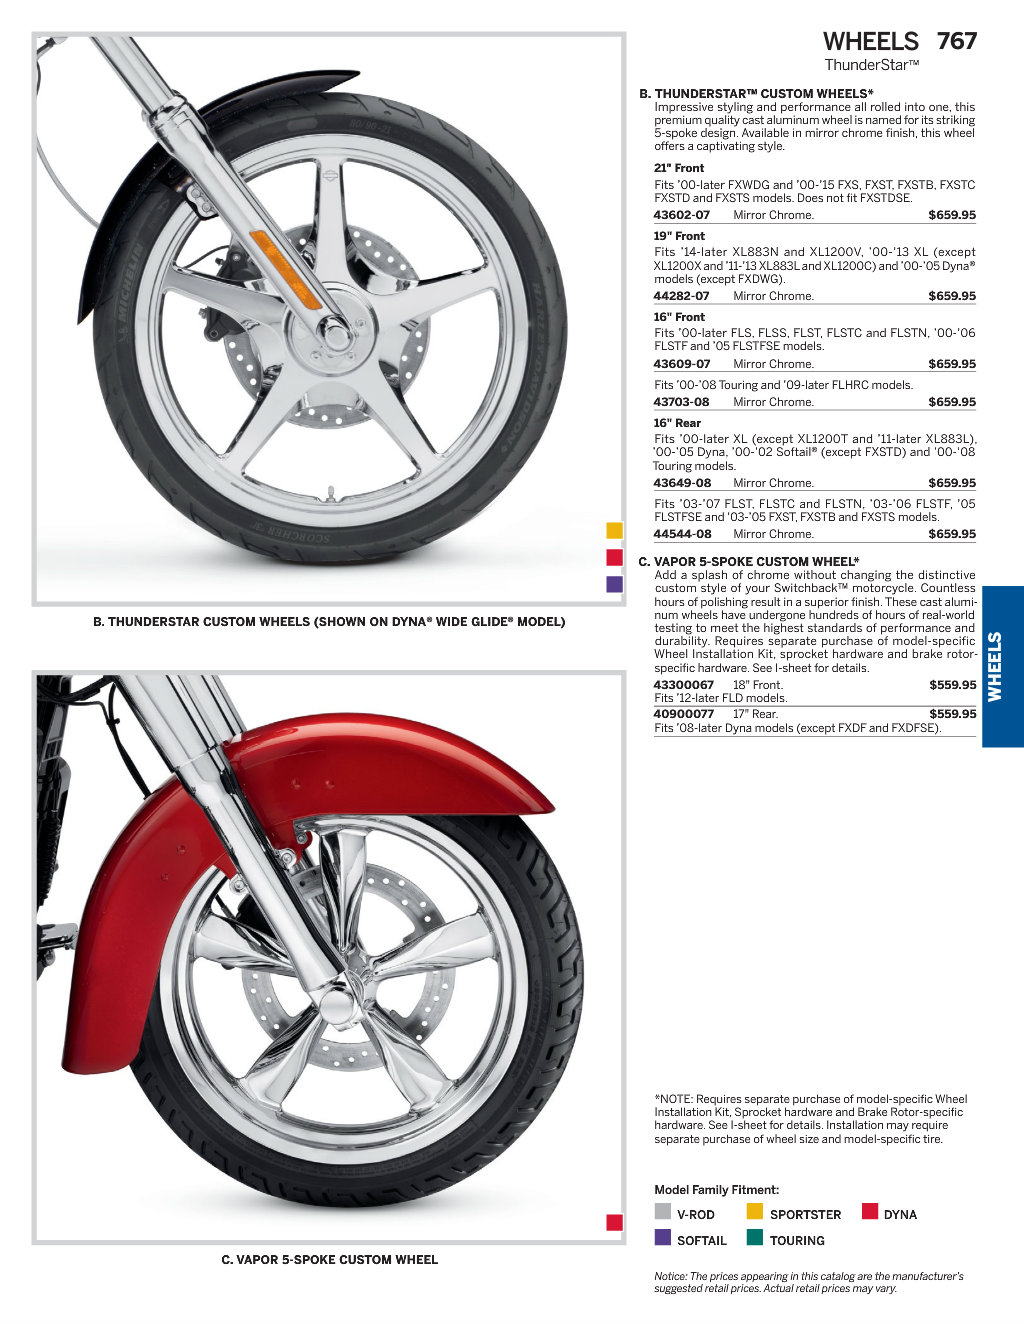 WHEELS 767
ThunderStar™
B. THUNDERSTAR™ CUSTOM WHEELS*
Impressive styling and performance all rolled into one, this
premium quality cast aluminum wheel is named for its striking
5-spoke design. Available in mirror chrome finish, this wheel
offers a captivating style.
21" Front
Fits ’00-later FXWDG and ’00-’15 FXS, FXST, FXSTB, FXSTC
FXSTD and FXSTS models. Does not fit FXSTDSE.
43602-07 Mirror Chrome. $659.95
19" Front
Fits ’14-later XL883N and XL1200V, ’00-’13 XL (except
XL1200X and ’11-’13 XL883L and XL1200C) and ’00-’05 Dyna®
models (except FXDWG).
44282-07 Mirror Chrome. $659.95
16" Front
Fits ’00-later FLS, FLSS, FLST, FLSTC and FLSTN, ’00-’06
FLSTF and ’05 FLSTFSE models.
43609-07 Mirror Chrome. $659.95
Fits ’00-’08 Touring and ’09-later FLHRC models.
43703-08 Mirror Chrome. $659.95
16" Rear
Fits ’00-later XL (except XL1200T and ’11-later XL883L),
’00-’05 Dyna, ’00-’02 Softail® (except FXSTD) and ’00-’08
Touring models.
43649-08 Mirror Chrome. $659.95
Fits ’03-’07 FLST, FLSTC and FLSTN, ’03-’06 FLSTF, ’05
FLSTFSE and ’03-’05 FXST, FXSTB and FXSTS models.
44544-08 Mirror Chrome. $659.95
C. VAPOR 5-SPOKE CUSTOM WHEEL*
Add a splash of chrome without changing the distinctive
custom style of your Switchback™ motorcycle. Countless
hours of polishing result in a superior finish. These cast alumi-
num wheels have undergone hundreds of hours of real-world
testing to meet the highest standards of performance and
durability. Requires separate purchase of model-specific
Wheel Installation Kit, sprocket hardware and brake rotor-
specific hardware. See I-sheet for details.
43300067 18" Front. $559.95
Fits ’12-later FLD models.
40900077 17" Rear. $559.95
Fits ’08-later Dyna models (except FXDF and FXDFSE).
WHEELS
80/90-21
MICHELIN
HARLEY-DAVIDSON
SCORCHER "31"
B. THUNDERSTAR CUSTOM WHEELS (SHOWN ON DYNA® WIDE GLIDE® MODEL)
C. VAPOR 5-SPOKE CUSTOM WHEEL
*NOTE: Requires separate purchase of model-specific Wheel
Installation Kit, Sprocket hardware and Brake Rotor-specific
hardware. See I-sheet for details. Installation may require
separate purchase of wheel size and model-specific tire.
Model Family Fitment:
V-ROD SPORTSTER DYNA
SOFTAIL TOURING
Notice: The prices appearing in this catalog are the manufacturer’s
suggested retail prices. Actual retail prices may vary.